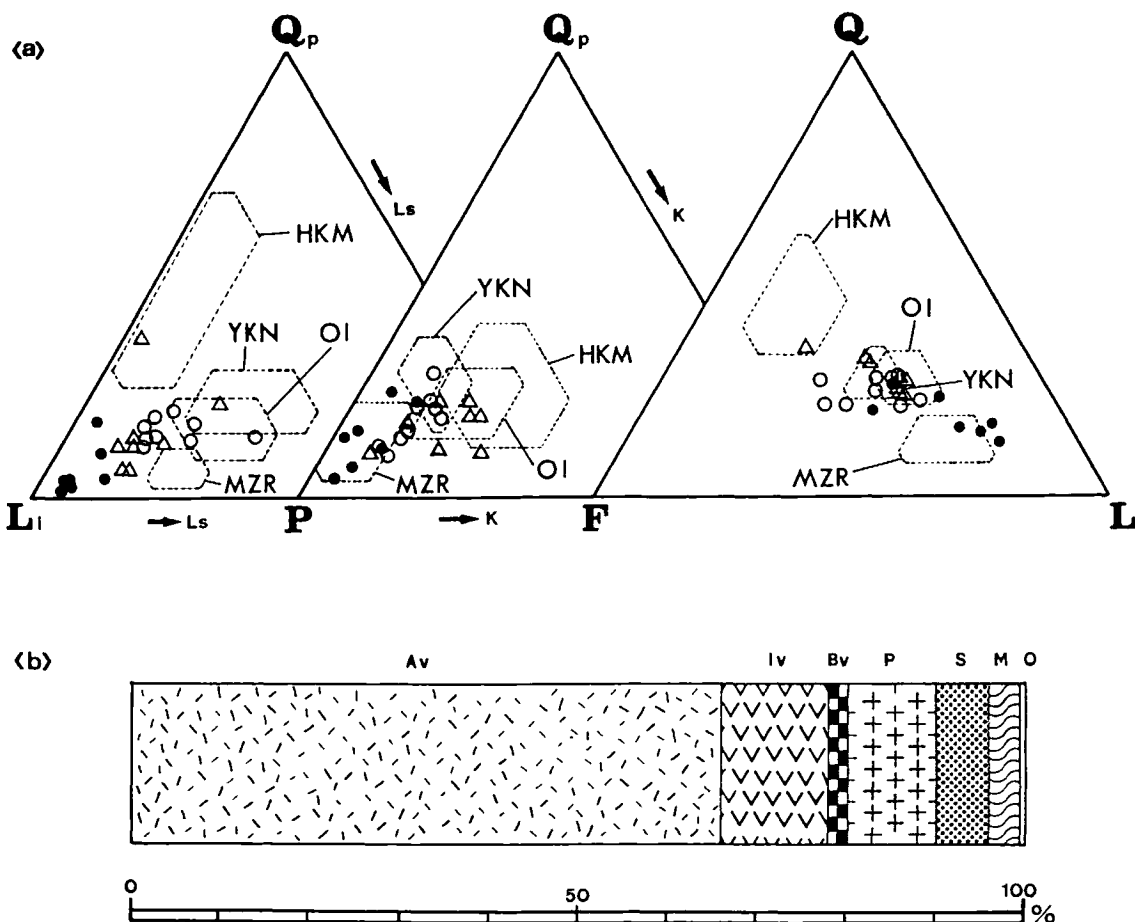 ⟨a⟩
Qp Qp Q
HKM Ls K HKM
YKN OI YKN HKM OI YKN
MZR MZR OI MZR
Ll Ls P K F L
⟨b⟩
Av Iv Bv P S M O
0 50 100
%